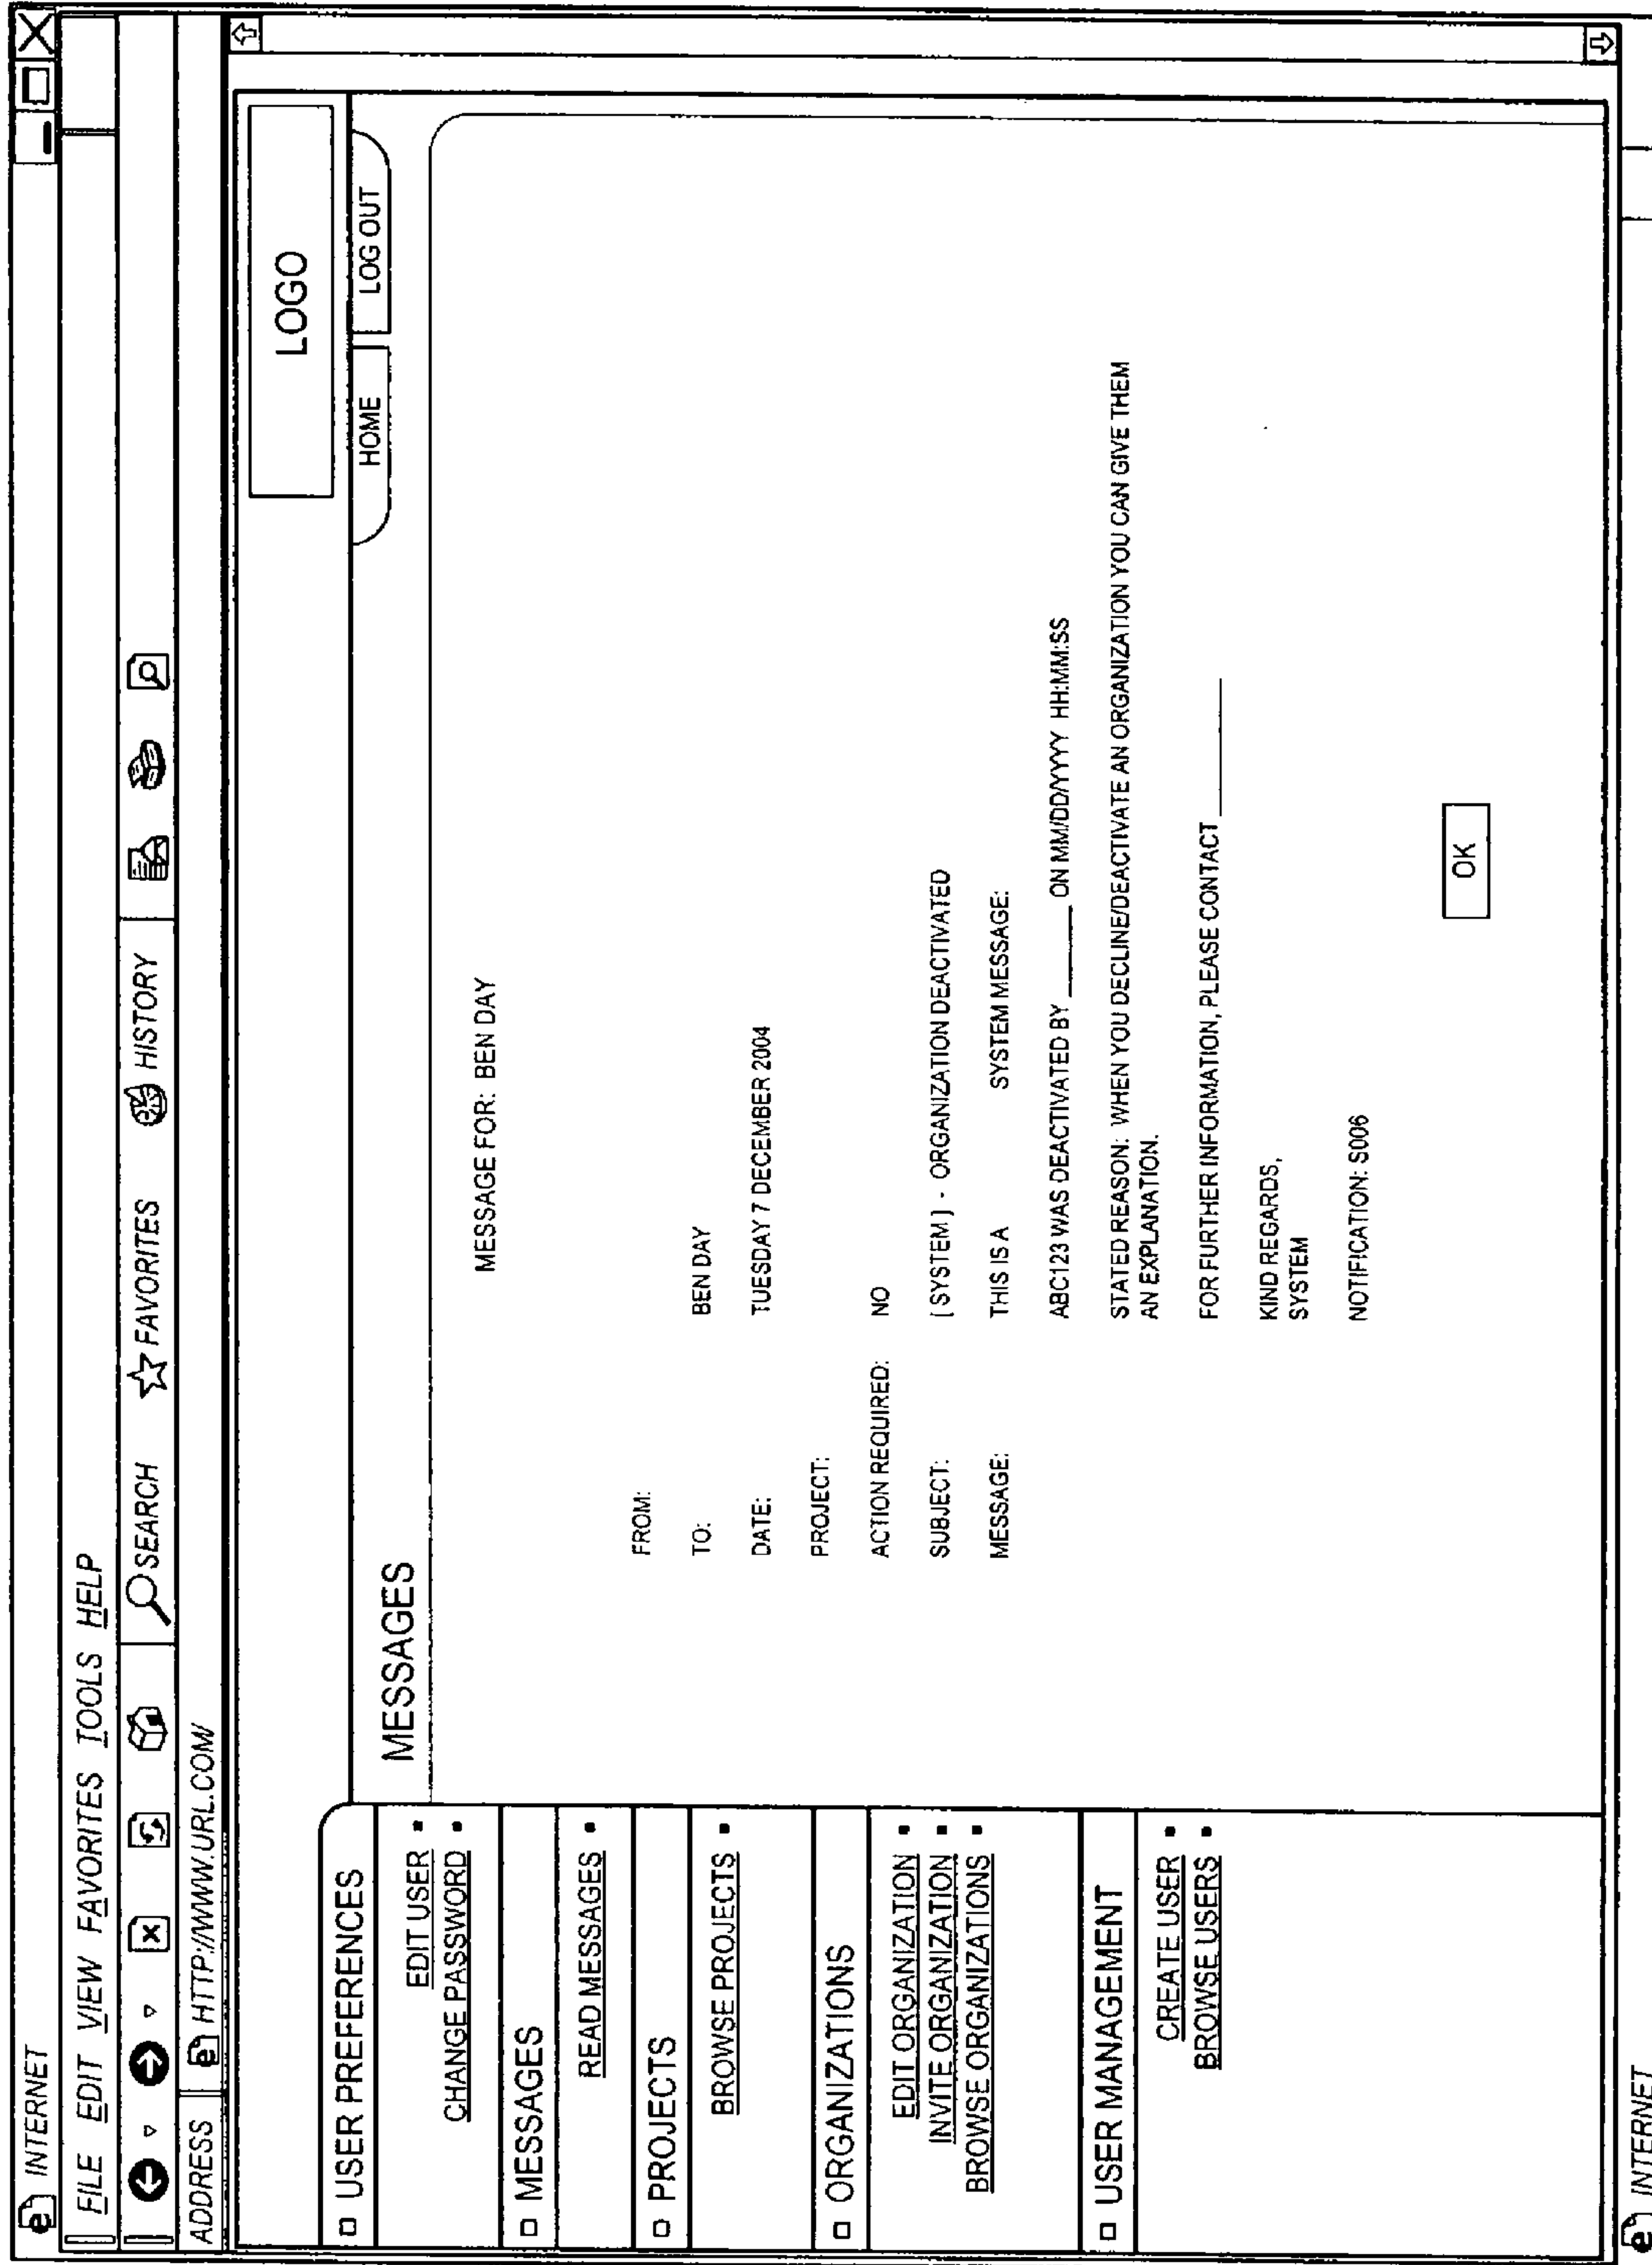 INTERNET
FILE EDIT VIEW FAVORITES TOOLS HELP
SEARCH FAVORITES HISTORY
ADDRESS HTTP://WWW.URL.COM
LOGO
HOME LOG OUT
USER PREFERENCES
EDIT USER
CHANGE PASSWORD
MESSAGES
READ MESSAGES
PROJECTS
BROWSE PROJECTS
ORGANIZATIONS
EDIT ORGANIZATION
INVITE ORGANIZATION
BROWSE ORGANIZATIONS
USER MANAGEMENT
CREATE USER
BROWSE USERS
MESSAGES
MESSAGE FOR: BEN DAY
FROM:
TO: BEN DAY
DATE: TUESDAY 7 DECEMBER 2004
PROJECT:
ACTION REQUIRED: NO
SUBJECT: [SYSTEM] - ORGANIZATION DEACTIVATED
MESSAGE: THIS IS A SYSTEM MESSAGE:
ABC123 WAS DEACTIVATED BY ______ ON MM/DD/YYYY HH:MM:SS
STATED REASON: WHEN YOU DECLINE/DEACTIVATE AN ORGANIZATION YOU CAN GIVE THEM
AN EXPLANATION.
FOR FURTHER INFORMATION, PLEASE CONTACT ________
KIND REGARDS,
SYSTEM
NOTIFICATION: S006
OK
INTERNET